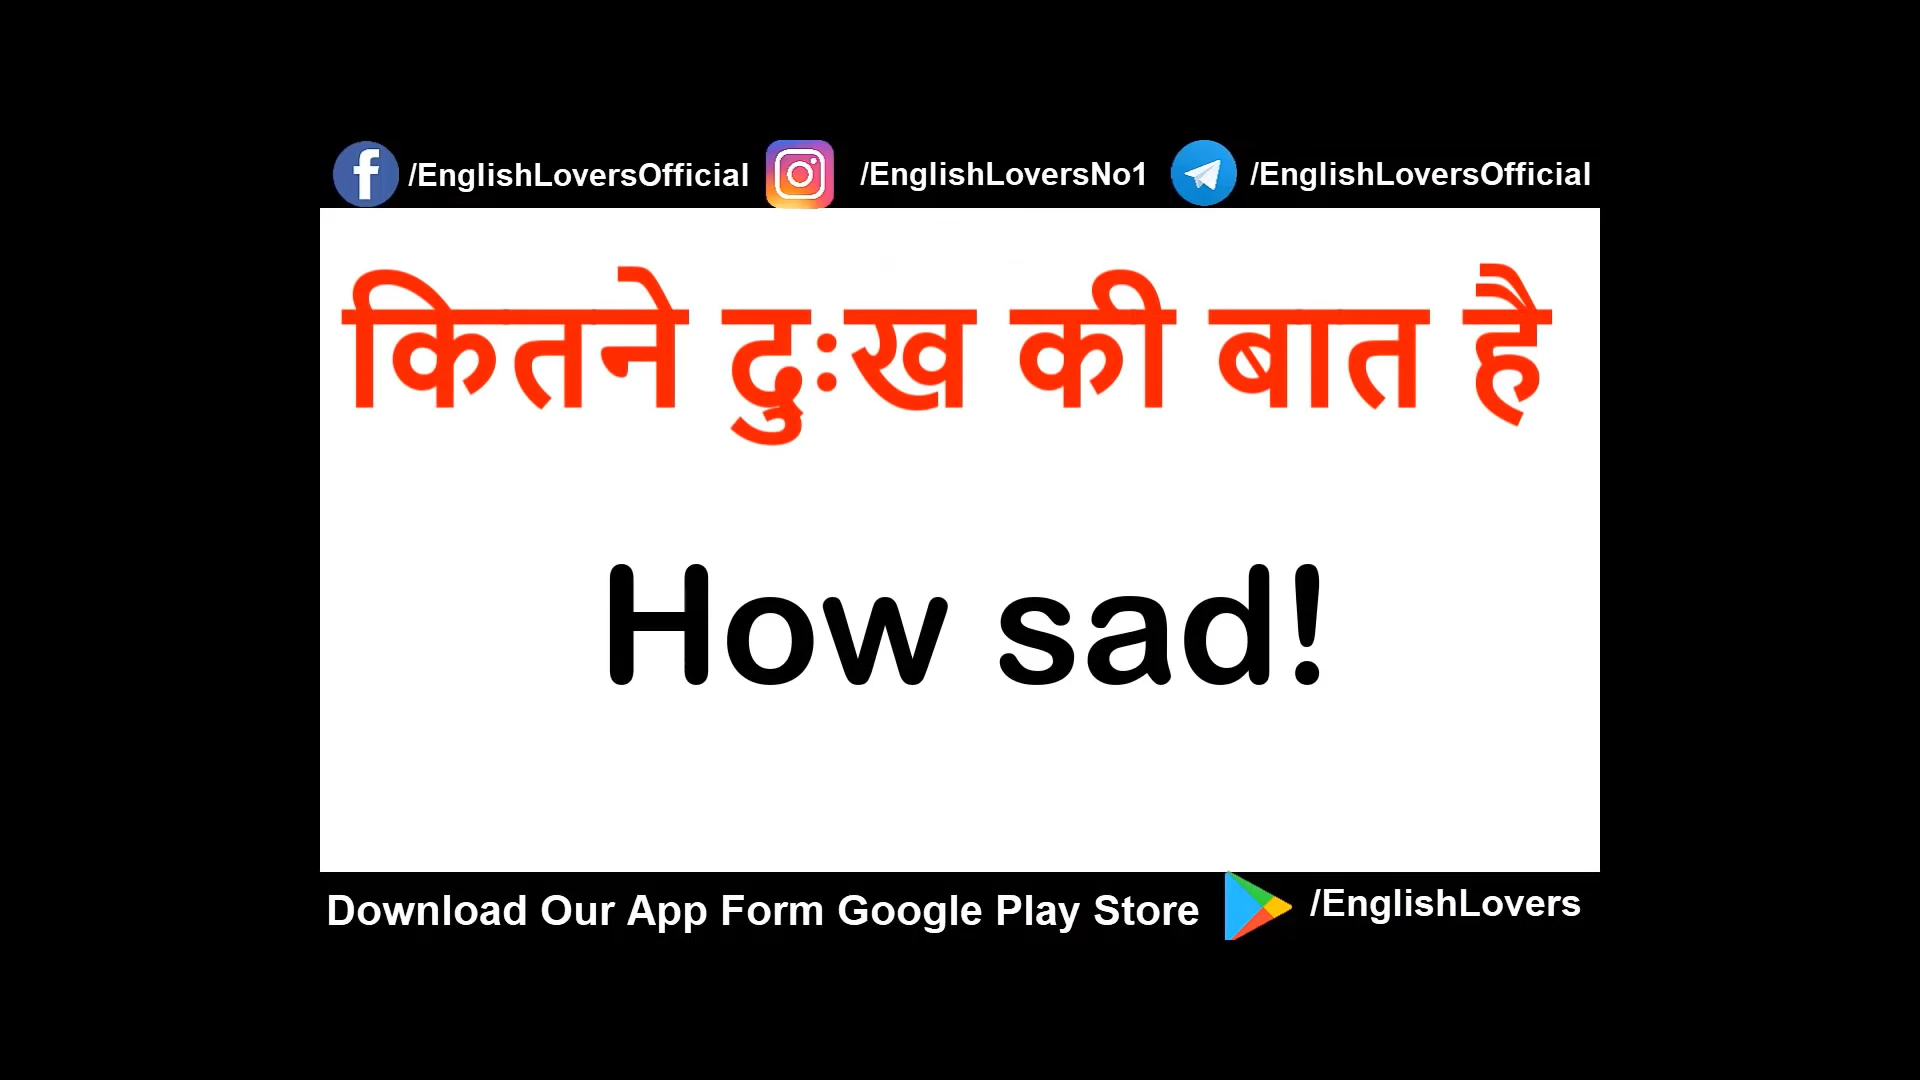 /EnglishLoversOfficial /EnglishLoversNo1 /EnglishLoversOfficial
कितने दुःख की बात है
How sad!
Download Our App Form Google Play Store /EnglishLovers